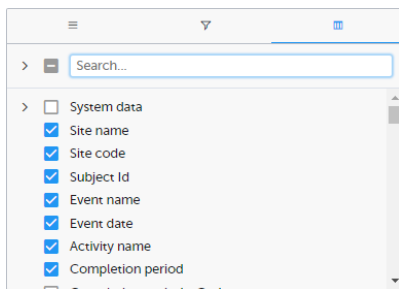 Search...
System data
Site name
Site code
Subject Id
Event name
Event date
Activity name
Completion period